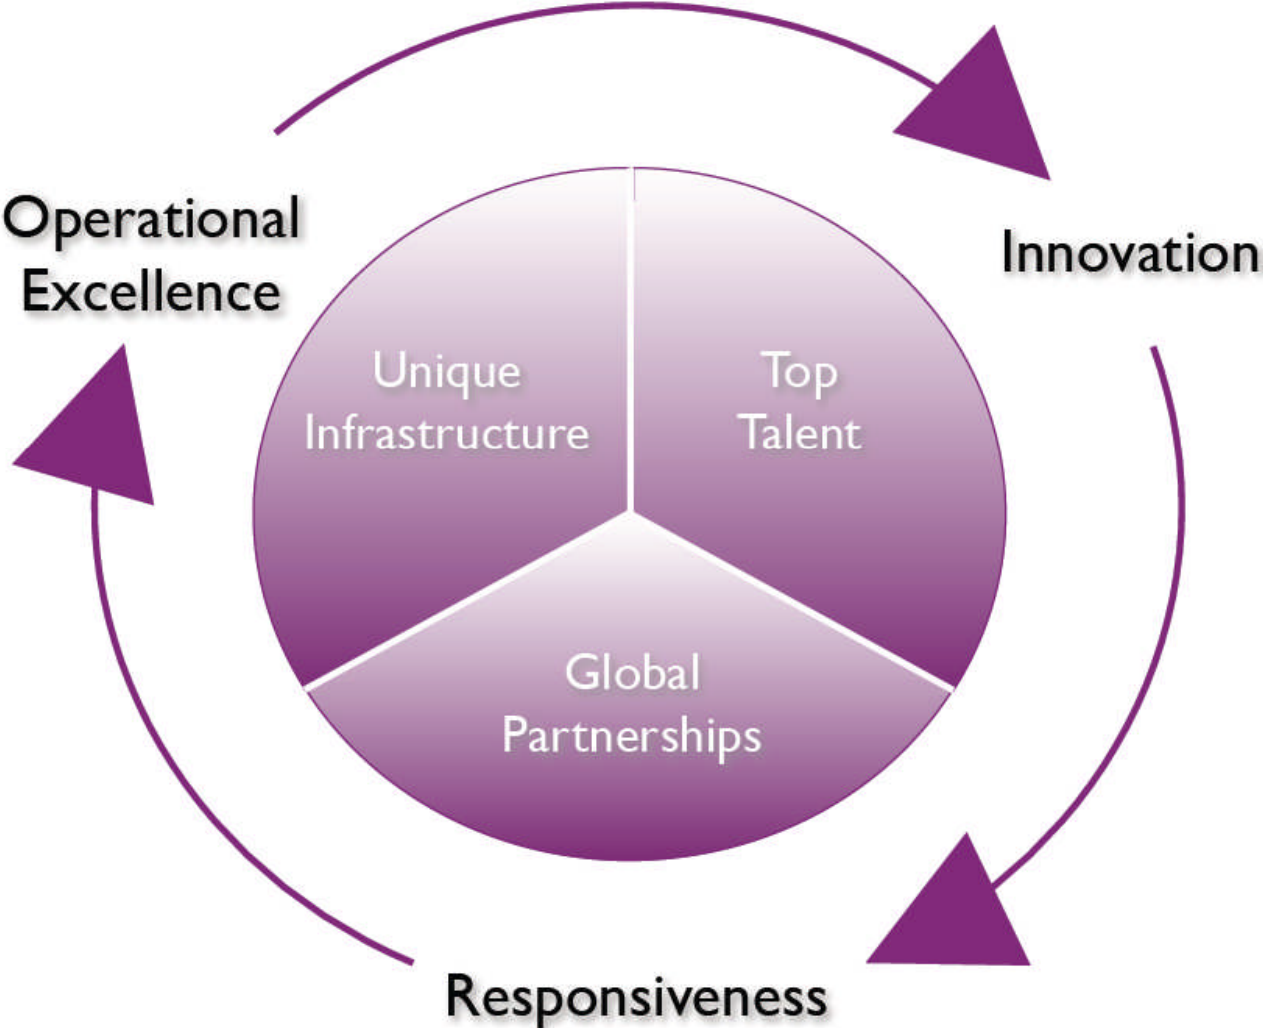 Operational
Excellence
Innovation
Unique
Infrastructure
Top
Talent
Global
Partnerships
Responsiveness